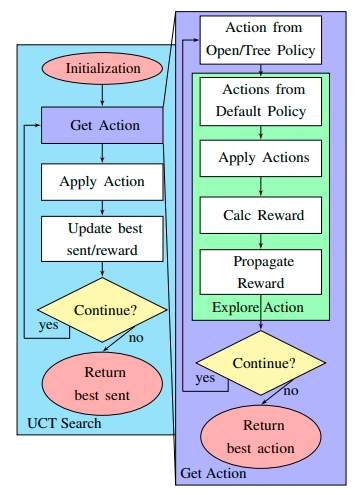 Initialization
Get Action
Apply Action
Update best
sent/reward
Continue?
yes
no
Return
best sent
UCT Search
Action from
Open/Tree Policy
Actions from
Default Policy
Apply Actions
Calc Reward
Propagate
Reward
Explore Action
Continue?
yes
no
Return
best action
Get Action